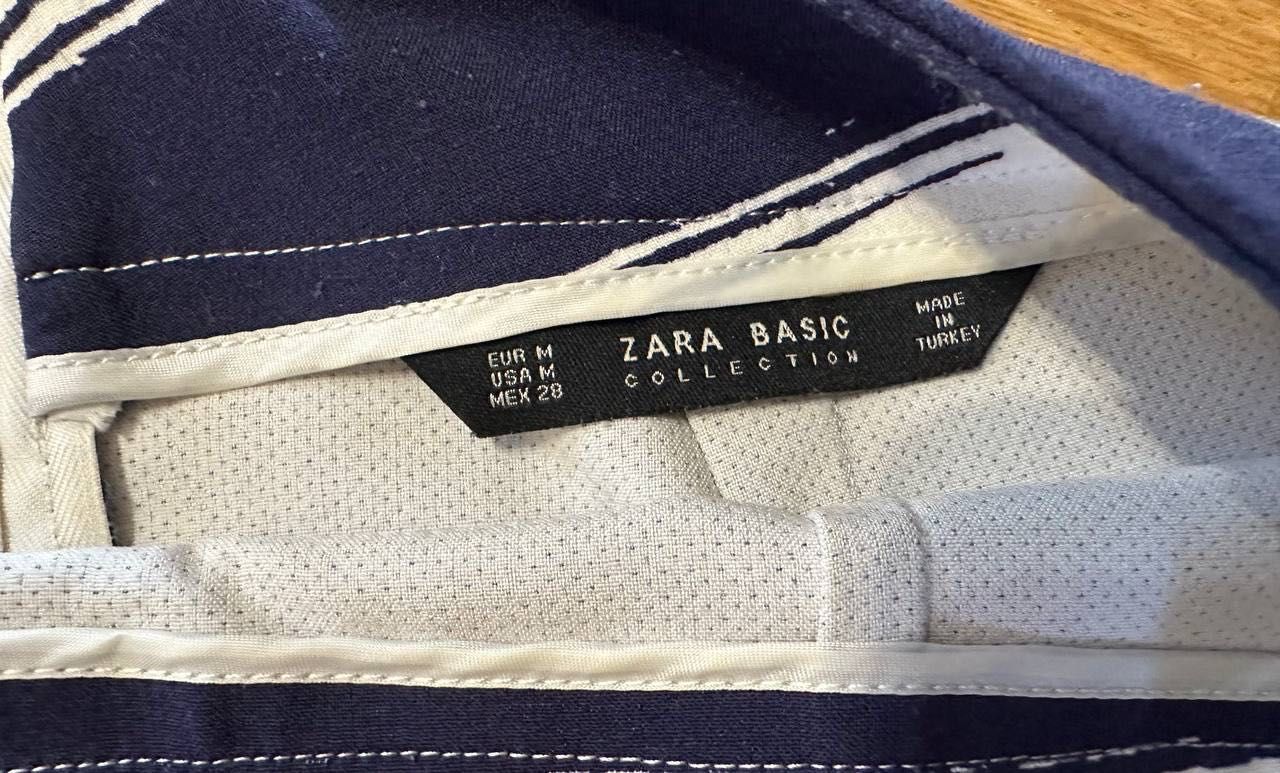 EUR M
USA M
MEX 28
ZARA BASIC
COLLECTION
MADE
IN
TURKEY